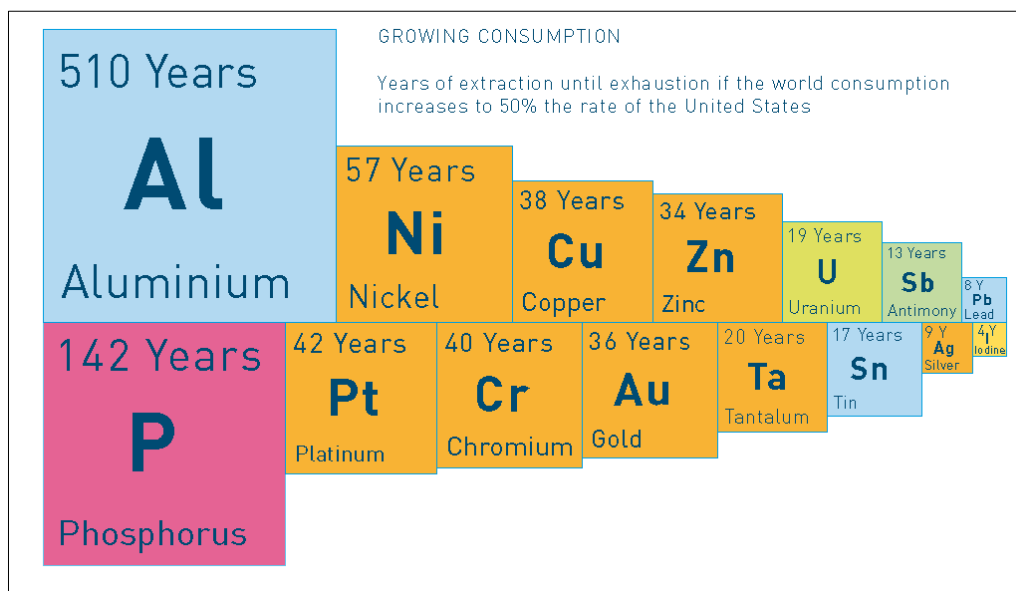 GROWING CONSUMPTION
Years of extraction until exhaustion if the world consumption
increases to 50% the rate of the United States
510 Years
Al
Aluminium
57 Years
Ni
Nickel
38 Years
Cu
Copper
34 Years
Zn
Zinc
19 Years
U
Uranium
13 Years
Sb
Antimony
8 Y
Pb
Lead
142 Years
P
Phosphorus
42 Years
Pt
Platinum
40 Years
Cr
Chromium
36 Years
Au
Gold
20 Years
Ta
Tantalum
17 Years
Sn
Tin
9 Y
Ag
Silver
4 Y
I
Iodine